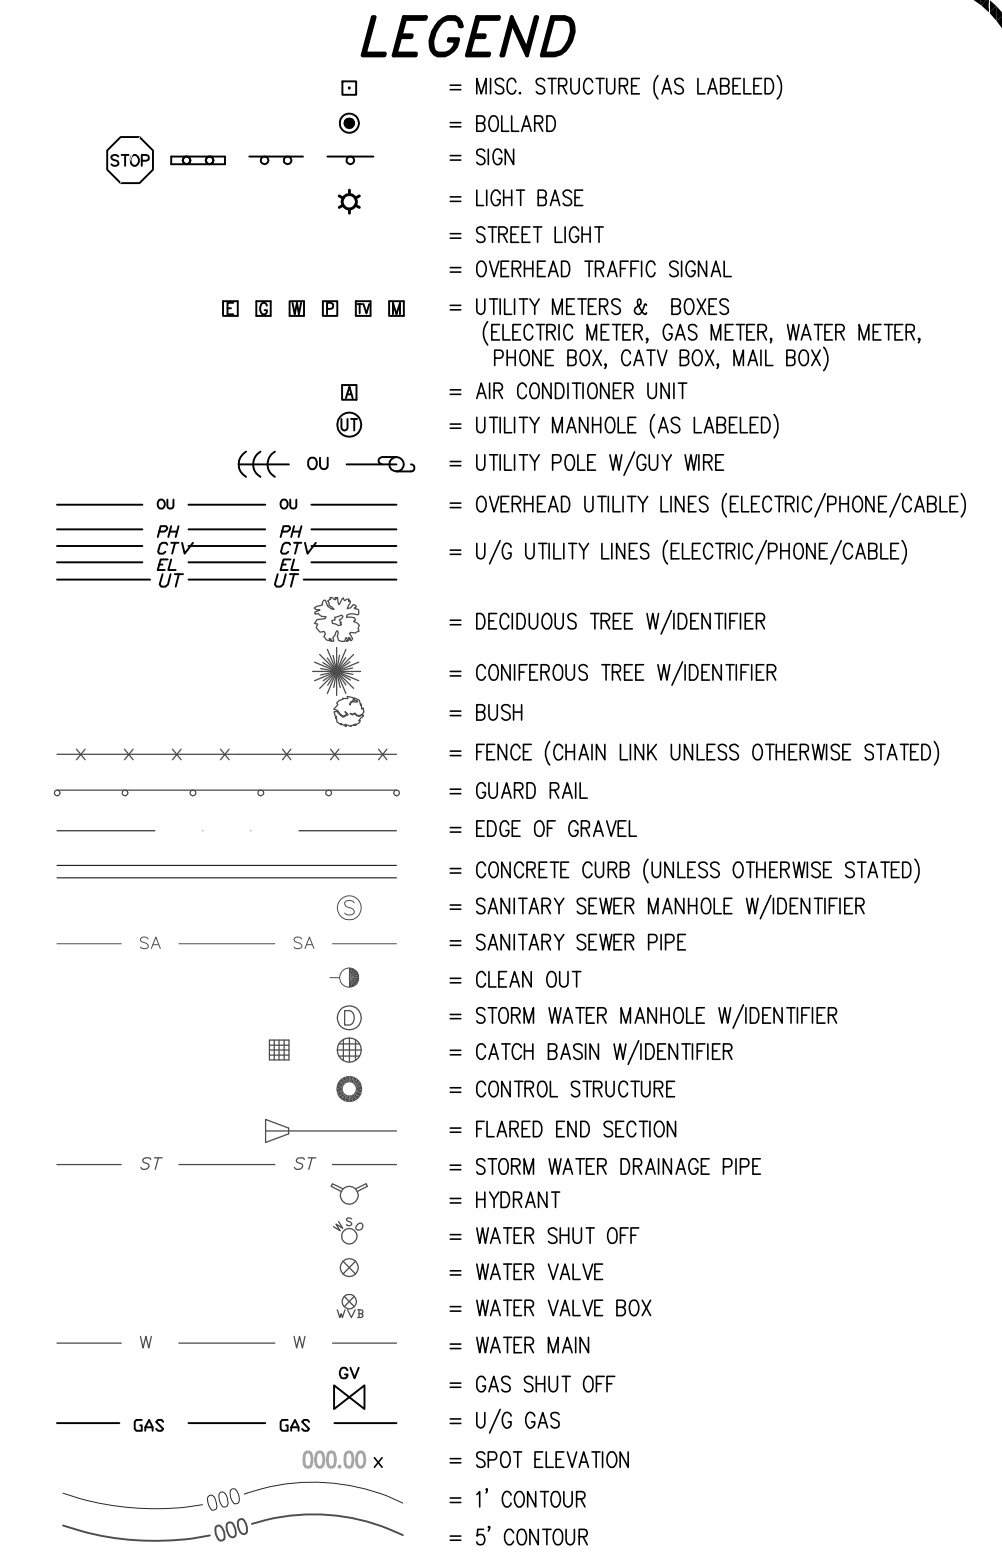 LEGEND
= MISC. STRUCTURE (AS LABELED)
= BOLLARD
STOP = SIGN
= LIGHT BASE
= STREET LIGHT
= OVERHEAD TRAFFIC SIGNAL
E G W P TV M = UTILITY METERS & BOXES
(ELECTRIC METER, GAS METER, WATER METER,
PHONE BOX, CATV BOX, MAIL BOX)
A = AIR CONDITIONER UNIT
UT = UTILITY MANHOLE (AS LABELED)
OU = UTILITY POLE W/GUY WIRE
OU OU = OVERHEAD UTILITY LINES (ELECTRIC/PHONE/CABLE)
PH PH
CTV CTV = U/G UTILITY LINES (ELECTRIC/PHONE/CABLE)
EL EL
UT UT
= DECIDUOUS TREE W/IDENTIFIER
= CONIFEROUS TREE W/IDENTIFIER
= BUSH
= FENCE (CHAIN LINK UNLESS OTHERWISE STATED)
= GUARD RAIL
= EDGE OF GRAVEL
= CONCRETE CURB (UNLESS OTHERWISE STATED)
S = SANITARY SEWER MANHOLE W/IDENTIFIER
SA SA = SANITARY SEWER PIPE
= CLEAN OUT
D = STORM WATER MANHOLE W/IDENTIFIER
= CATCH BASIN W/IDENTIFIER
= CONTROL STRUCTURE
= FLARED END SECTION
ST ST = STORM WATER DRAINAGE PIPE
= HYDRANT
WSO = WATER SHUT OFF
= WATER VALVE
WVB = WATER VALVE BOX
W W = WATER MAIN
GV
= GAS SHUT OFF
GAS GAS = U/G GAS
000.00 x = SPOT ELEVATION
000 = 1' CONTOUR
000 = 5' CONTOUR